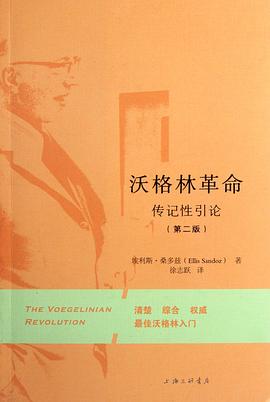 沃格林革命
传记性引论
(第二版)
埃利斯·桑多兹(Ellis Sandoz) 著
徐志跃 译
THE VOEGELINIAN
REVOLUTION
清楚 综合 权威
最佳沃格林入门
上海三联书店